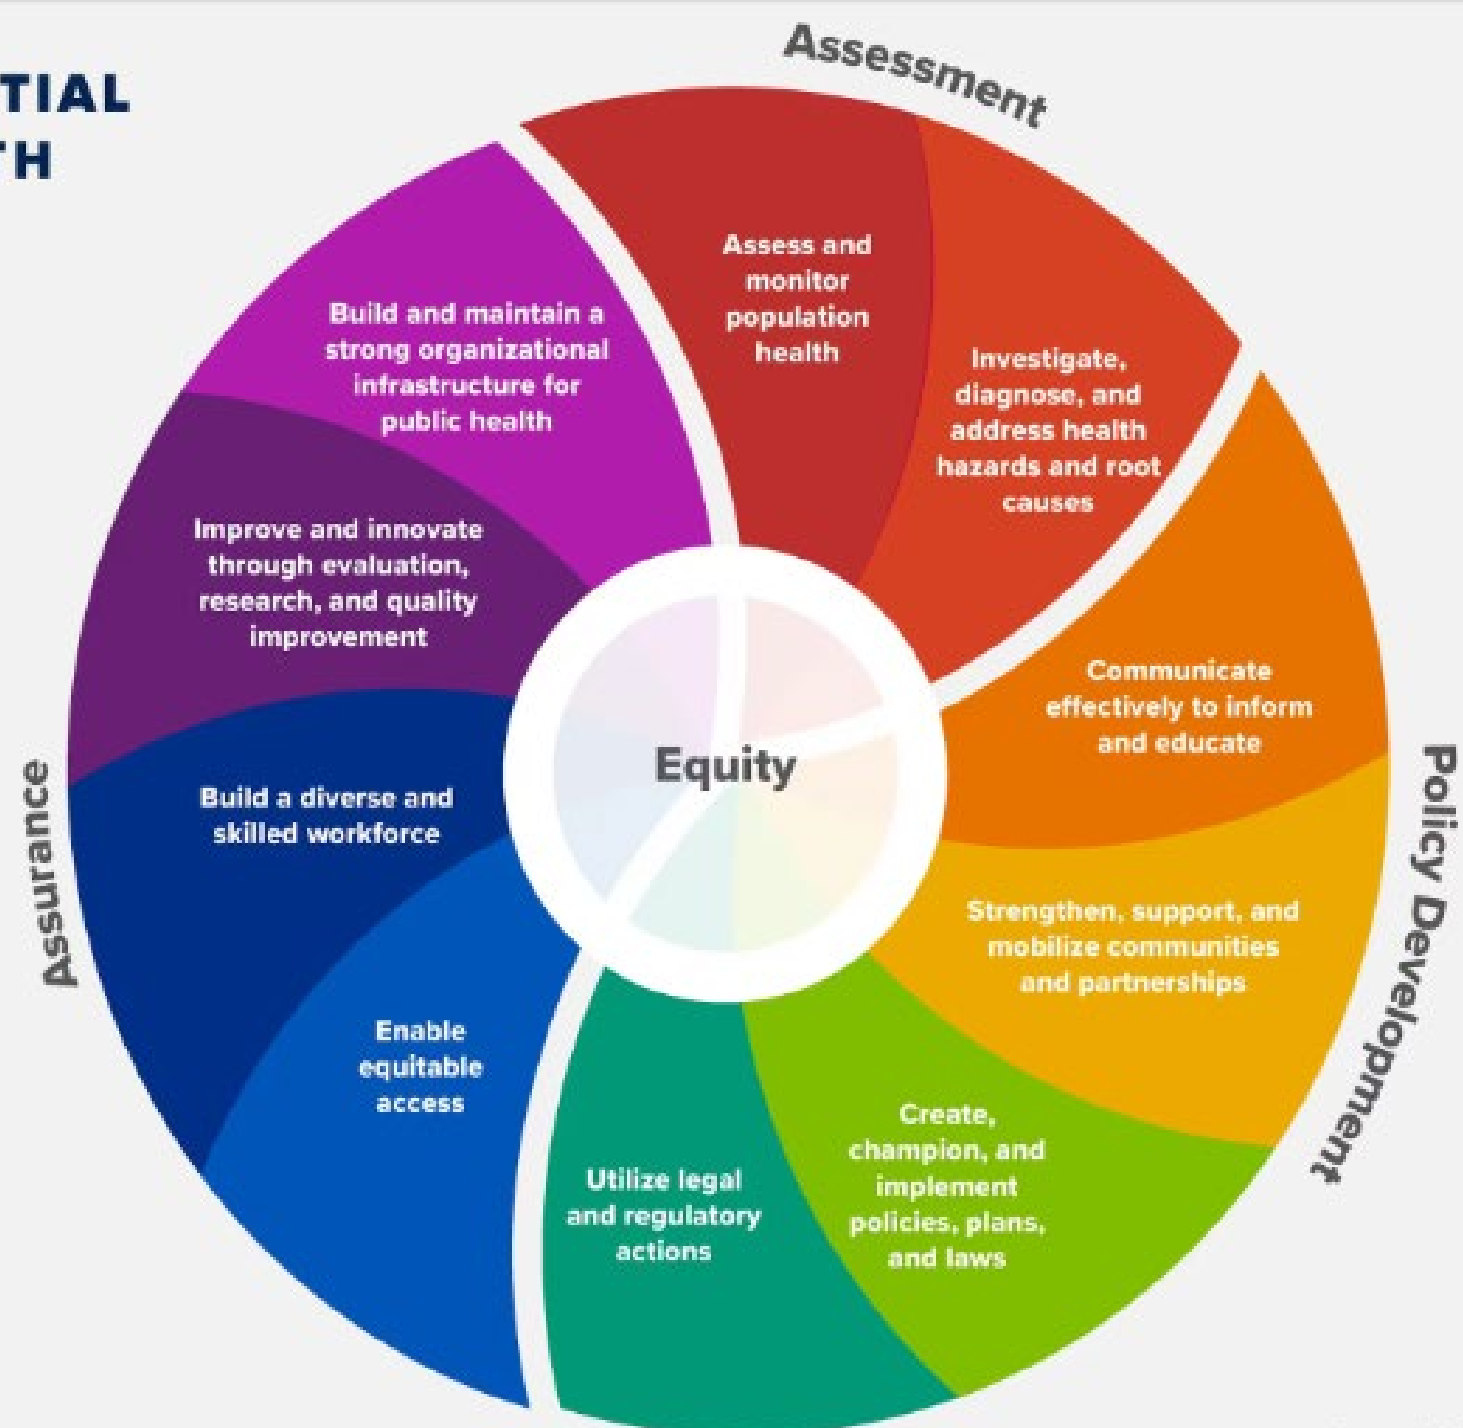 TIAL
TH
Assessment
Assess and
monitor
population
health
Investigate,
diagnose, and
address health
hazards and root
causes
Communicate
effectively to inform
and educate
Strengthen, support, and
mobilize communities
and partnerships
Policy Development
Create,
champion, and
implement
policies, plans,
and laws
Utilize legal
and regulatory
actions
Enable
equitable
access
Build a diverse and
skilled workforce
Assurance
Improve and innovate
through evaluation,
research, and quality
improvement
Build and maintain a
strong organizational
infrastructure for
public health
Equity